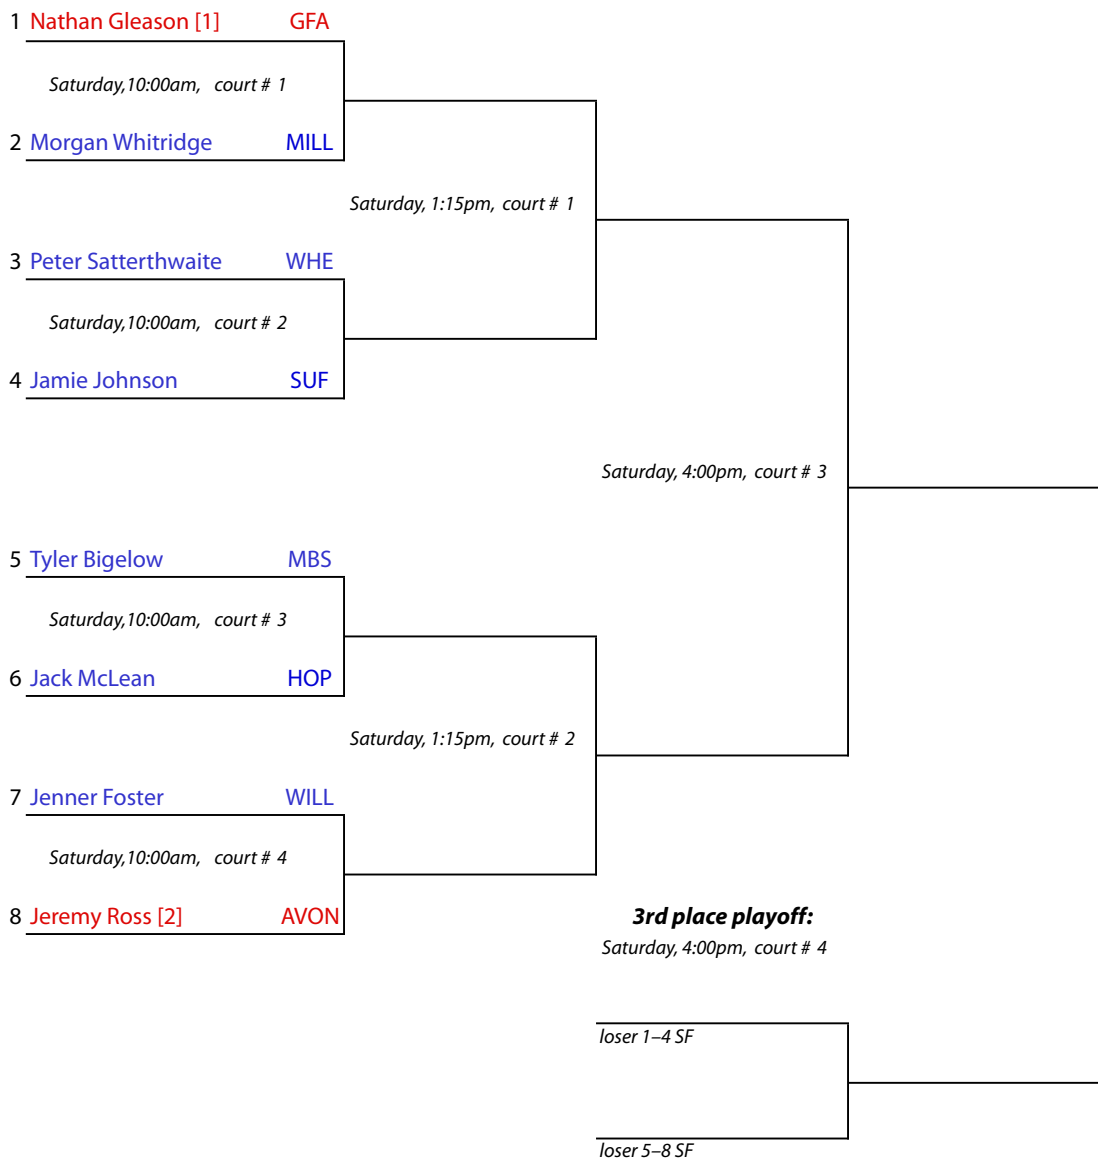 1 Nathan Gleason [1] GFA
Saturday,10:00am, court # 1
2 Morgan Whitridge MILL
Saturday, 1:15pm, court # 1
3 Peter Satterthwaite WHE
Saturday,10:00am, court # 2
4 Jamie Johnson SUF
Saturday, 4:00pm, court # 3
5 Tyler Bigelow MBS
Saturday,10:00am, court # 3
6 Jack McLean HOP
Saturday, 1:15pm, court # 2
7 Jenner Foster WILL
Saturday,10:00am, court # 4
8 Jeremy Ross [2] AVON
3rd place playoff:
Saturday, 4:00pm, court # 4
loser 1–4 SF
loser 5–8 SF